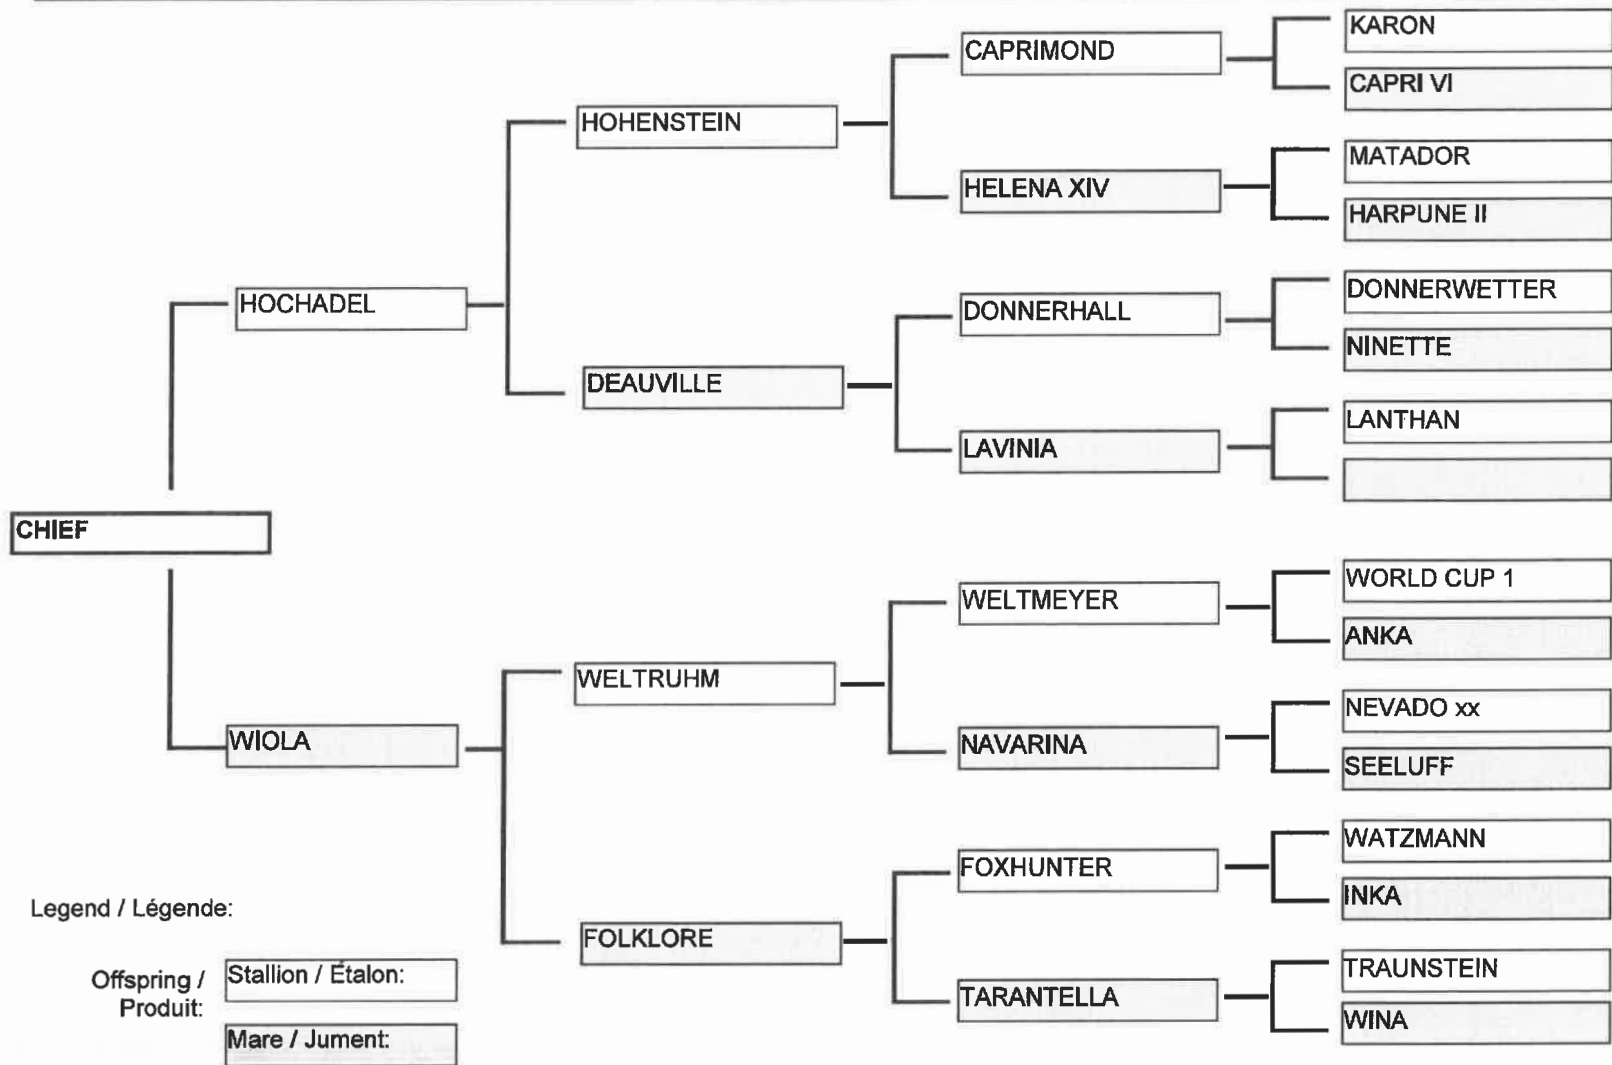 KARON
CAPRIMOND
CAPRI VI
HOHENSTEIN
MATADOR
HELENA XIV
HARPUNE II
HOCHADEL
DONNERWETTER
DONNERHALL
NINETTE
DEAUVILLE
LANTHAN
LAVINIA
CHIEF
WORLD CUP 1
WELTMEYER
ANKA
WELTRUHM
NEVADO xx
WIOLA
NAVARINA
SEELUFF
WATZMANN
FOXHUNTER
INKA
FOLKLORE
TRAUNSTEIN
TARANTELLA
WINA
Legend / Légende:
Offspring /
Produit:
Stallion / Étalon:
Mare / Jument: